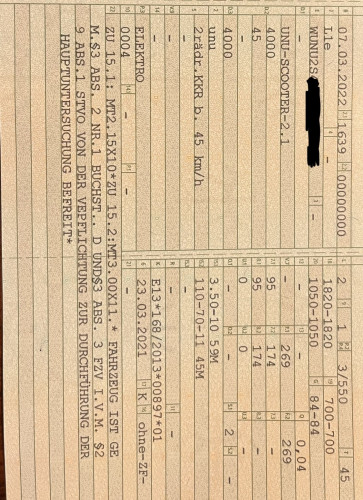 07.03.2022 1639 00000000
L1e -
WUNU2S -
-
UNU-SCOOTER-2.1
4000
45
4000
unu
2rädr.KKR b. 45 km/h
-
-
ELEKTRO
0004 - -
2 1 3/550 45
1820-1820 700-700
1050-1050 84-84
- - 0,04
- 269 269
95 174
95 174
0 - 0 -
- - 2 -
3.50-10 59M
110-70-11 45M
-
-
E13*168/2013*00897*01
23.03.2021 K ohne-ZF-
ZU 15.1: MT2.15X10*ZU 15.2:MT3.00X11.* FAHRZEUG IST GE
M.§3 ABS. 2 NR.1 BUCHST.. D UND§3 ABS. 3 FZV I.V.M. §2
9 ABS.1 STVO VON DER VEPFLICHTUNG ZUR DURCHFÜHRUNG DER
HAUPTUNTERSUCHUNG BEFREIT*